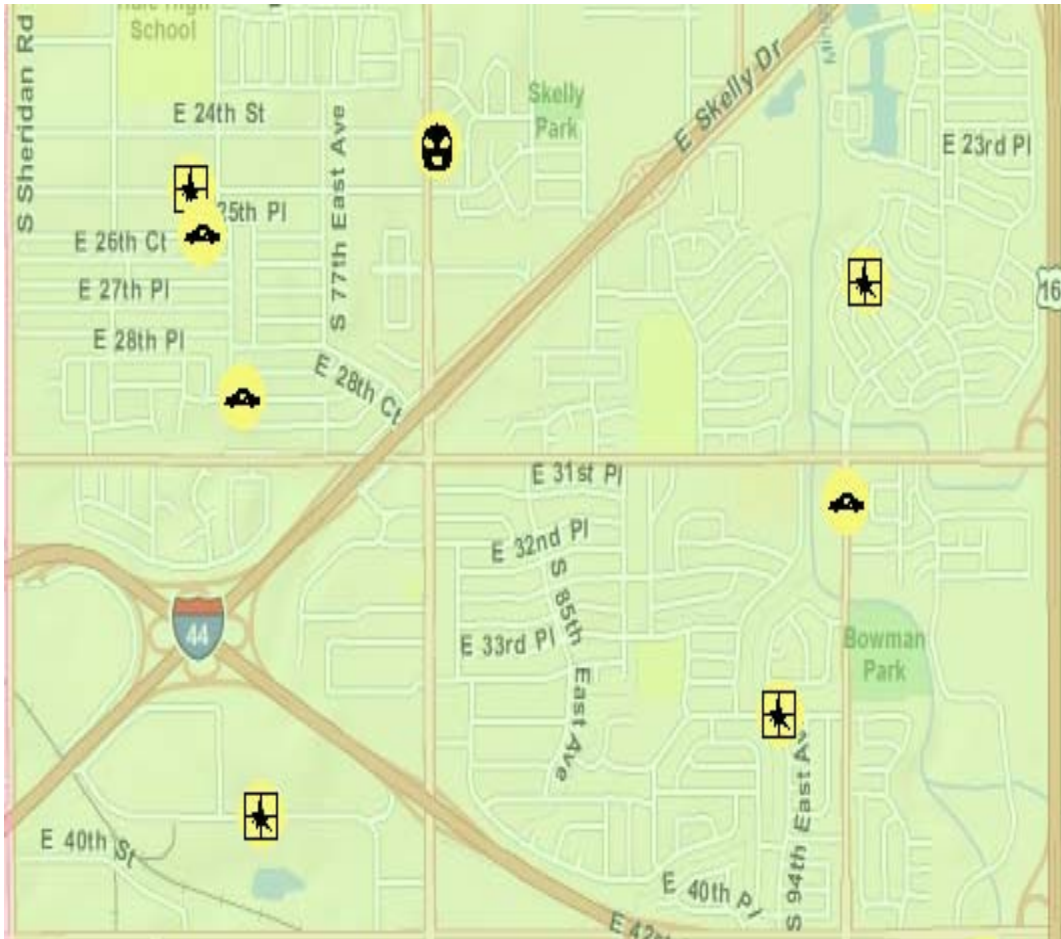 School
S Sheridan Rd
E 24th St
S 77th East Ave
Skelly
Park
E Skelly Dr
E 23rd Pl
25th Pl
E 26th Ct
E 27th Pl
E 28th Pl
E 28th Ct
16
E 31st Pl
E 32nd Pl
S 85th East Ave
E 33rd Pl
44
Bowman
Park
S 94th East Av
E 40th St
E 40th Pl